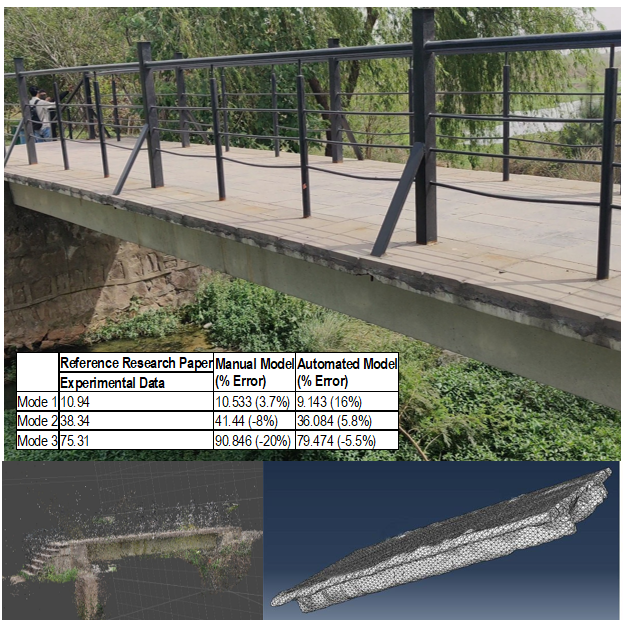 Reference Research Paper Manual Model Automated Model
Experimental Data (% Error) (% Error)
Mode 1 10.94 10.533 (3.7%) 9.143 (16%)
Mode 2 38.34 41.44 (-8%) 36.084 (5.8%)
Mode 3 75.31 90.846 (-20%) 79.474 (-5.5%)